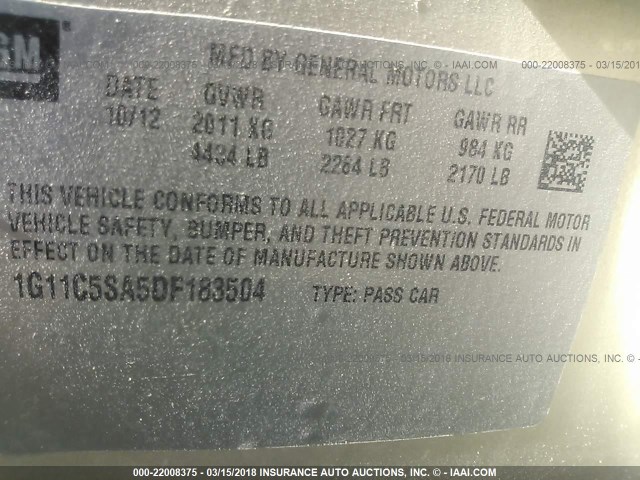 GM
MFD BY GENERAL MOTORS LLC
DATE GVWR GAWR FRT GAWR RR
10/12 2011 KG 1027 KG 984 KG
4434 LB 2264 LB 2170 LB
THIS VEHICLE CONFORMS TO ALL APPLICABLE U.S. FEDERAL MOTOR
VEHICLE SAFETY, BUMPER, AND THEFT PREVENTION STANDARDS IN
EFFECT ON THE DATE OF MANUFACTURE SHOWN ABOVE.
1G11C5SA5DF183504 TYPE: PASS CAR
000-22008375 - 03/15/2018 INSURANCE AUTO AUCTIONS, INC. - © IAAI.COM